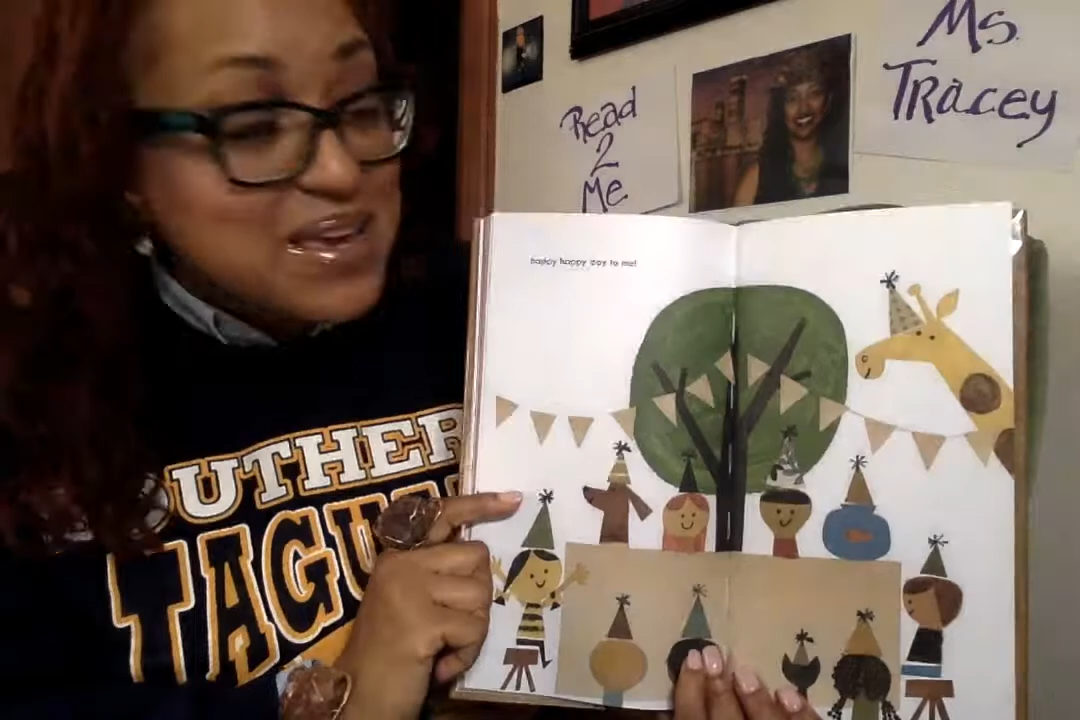 Ms.
Tracey
Read
2
Me
happy happy day to me!
UTHER
TAGU